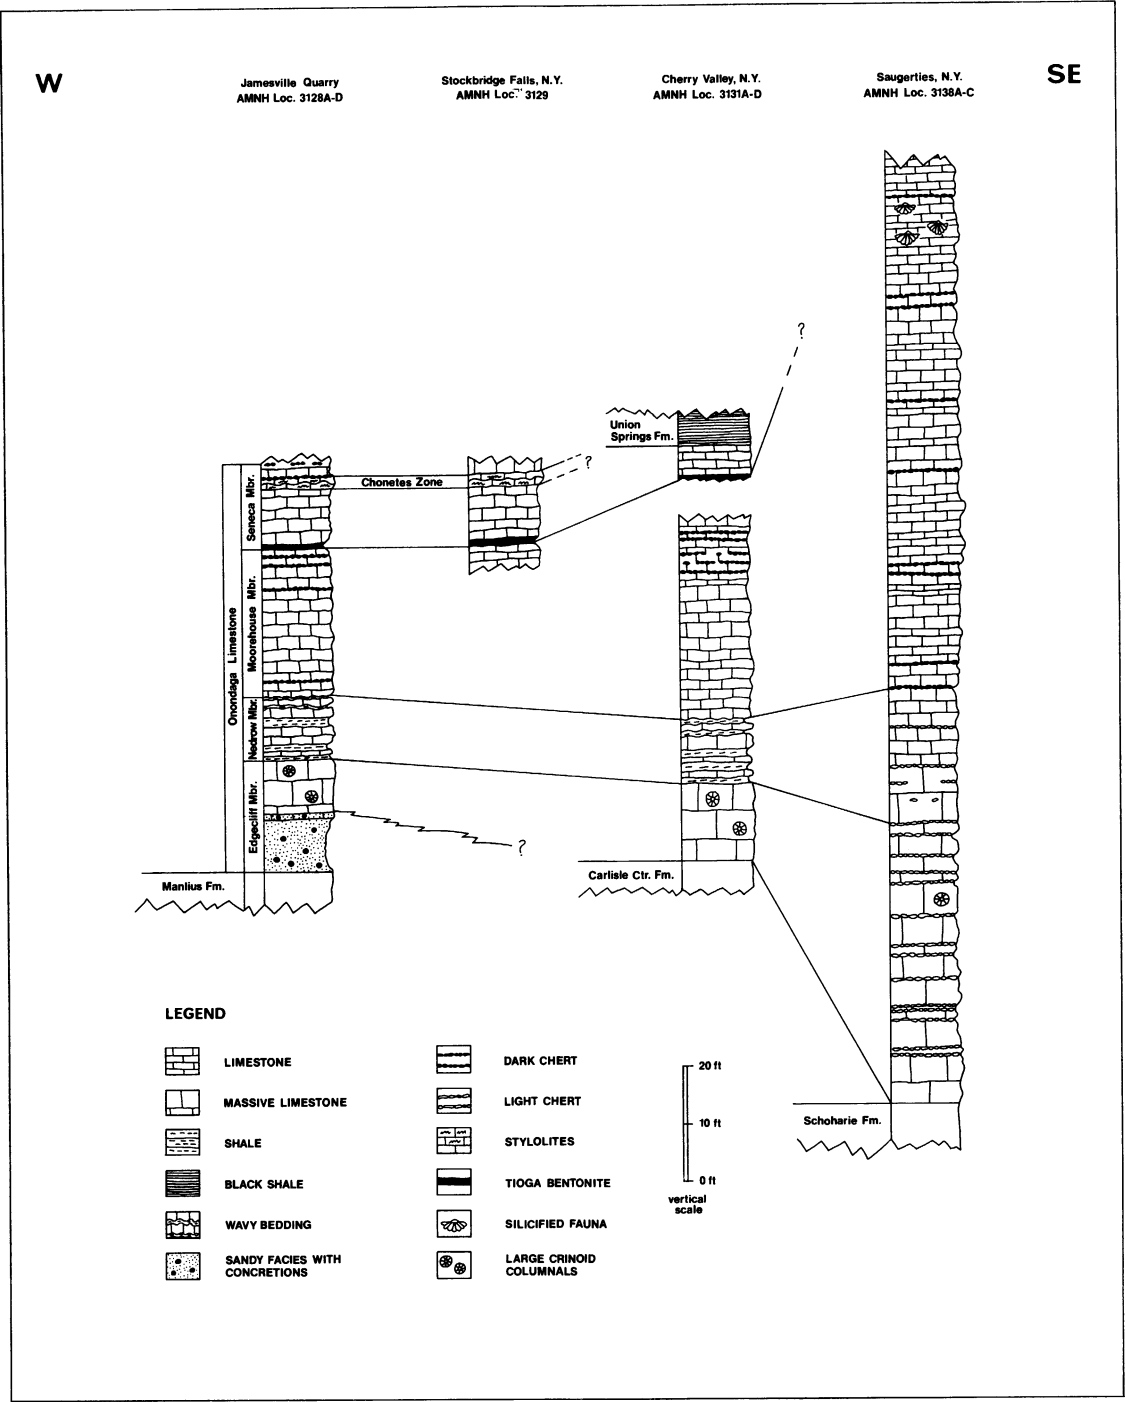 W
SE
Jamesville Quarry
AMNH Loc. 3128A-D
Stockbridge Falls, N.Y.
AMNH Loc. 3129
Cherry Valley, N.Y.
AMNH Loc. 3131A-D
Saugerties, N.Y.
AMNH Loc. 3138A-C
?
Union
Springs Fm.
?
Chonetes Zone
Seneca Mbr.
Moorehouse Mbr.
Nedrow Mbr.
Edgecliff Mbr.
Onondaga Limestone
?
Manlius Fm.
Carlisle Ctr. Fm.
Schoharie Fm.
LEGEND
LIMESTONE
MASSIVE LIMESTONE
SHALE
BLACK SHALE
WAVY BEDDING
SANDY FACIES WITH
CONCRETIONS
DARK CHERT
LIGHT CHERT
STYLOLITES
TIOGA BENTONITE
SILICIFIED FAUNA
LARGE CRINOID
COLUMNALS
20 ft
10 ft
0 ft
vertical
scale